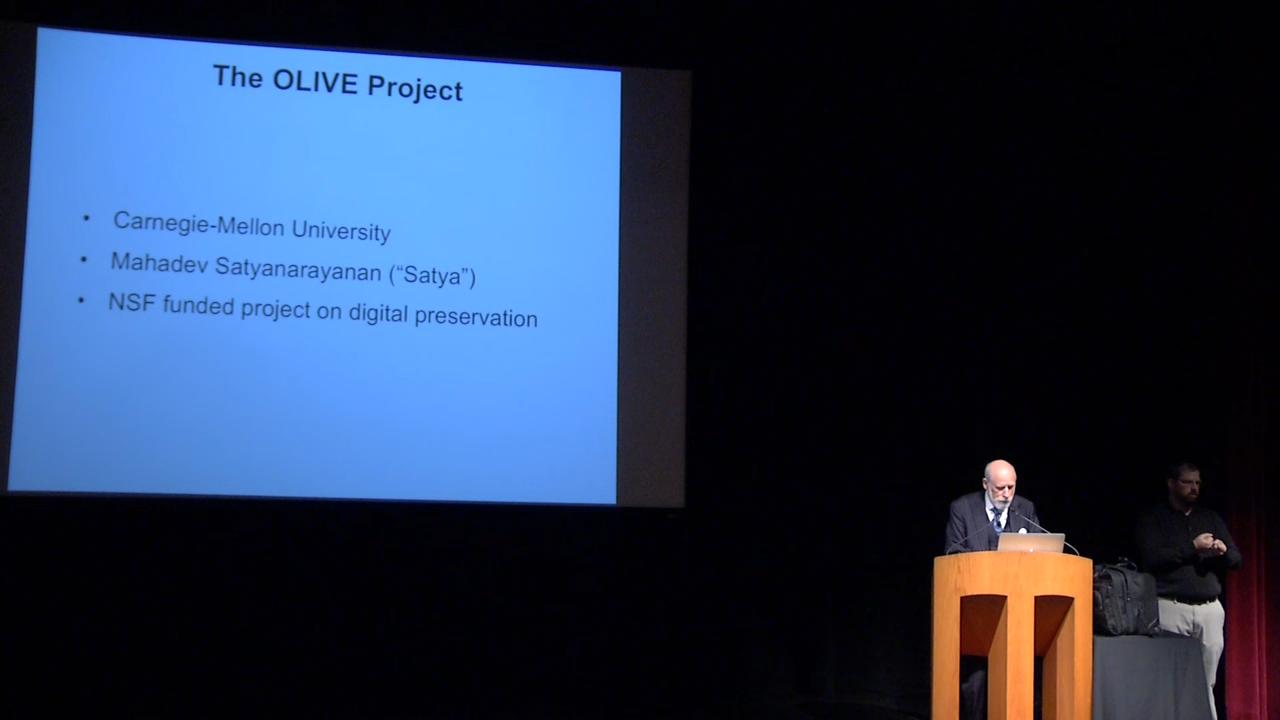 The OLIVE Project
• Carnegie-Mellon University
• Mahadev Satyanarayanan (“Satya”)
• NSF funded project on digital preservation